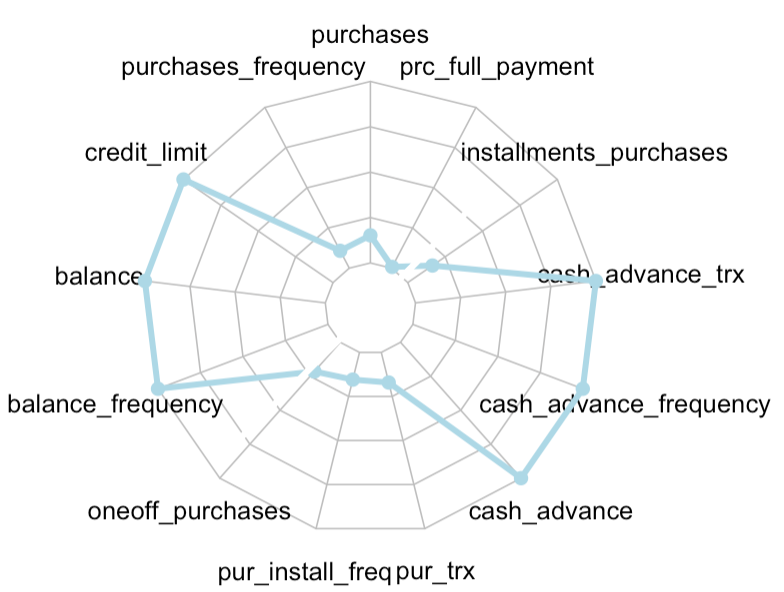 purchases
purchases_frequency
prc_full_payment
credit_limit
installments_purchases
balance
cash_advance_trx
balance_frequency
cash_advance_frequency
oneoff_purchases
cash_advance
pur_install_freq
pur_trx